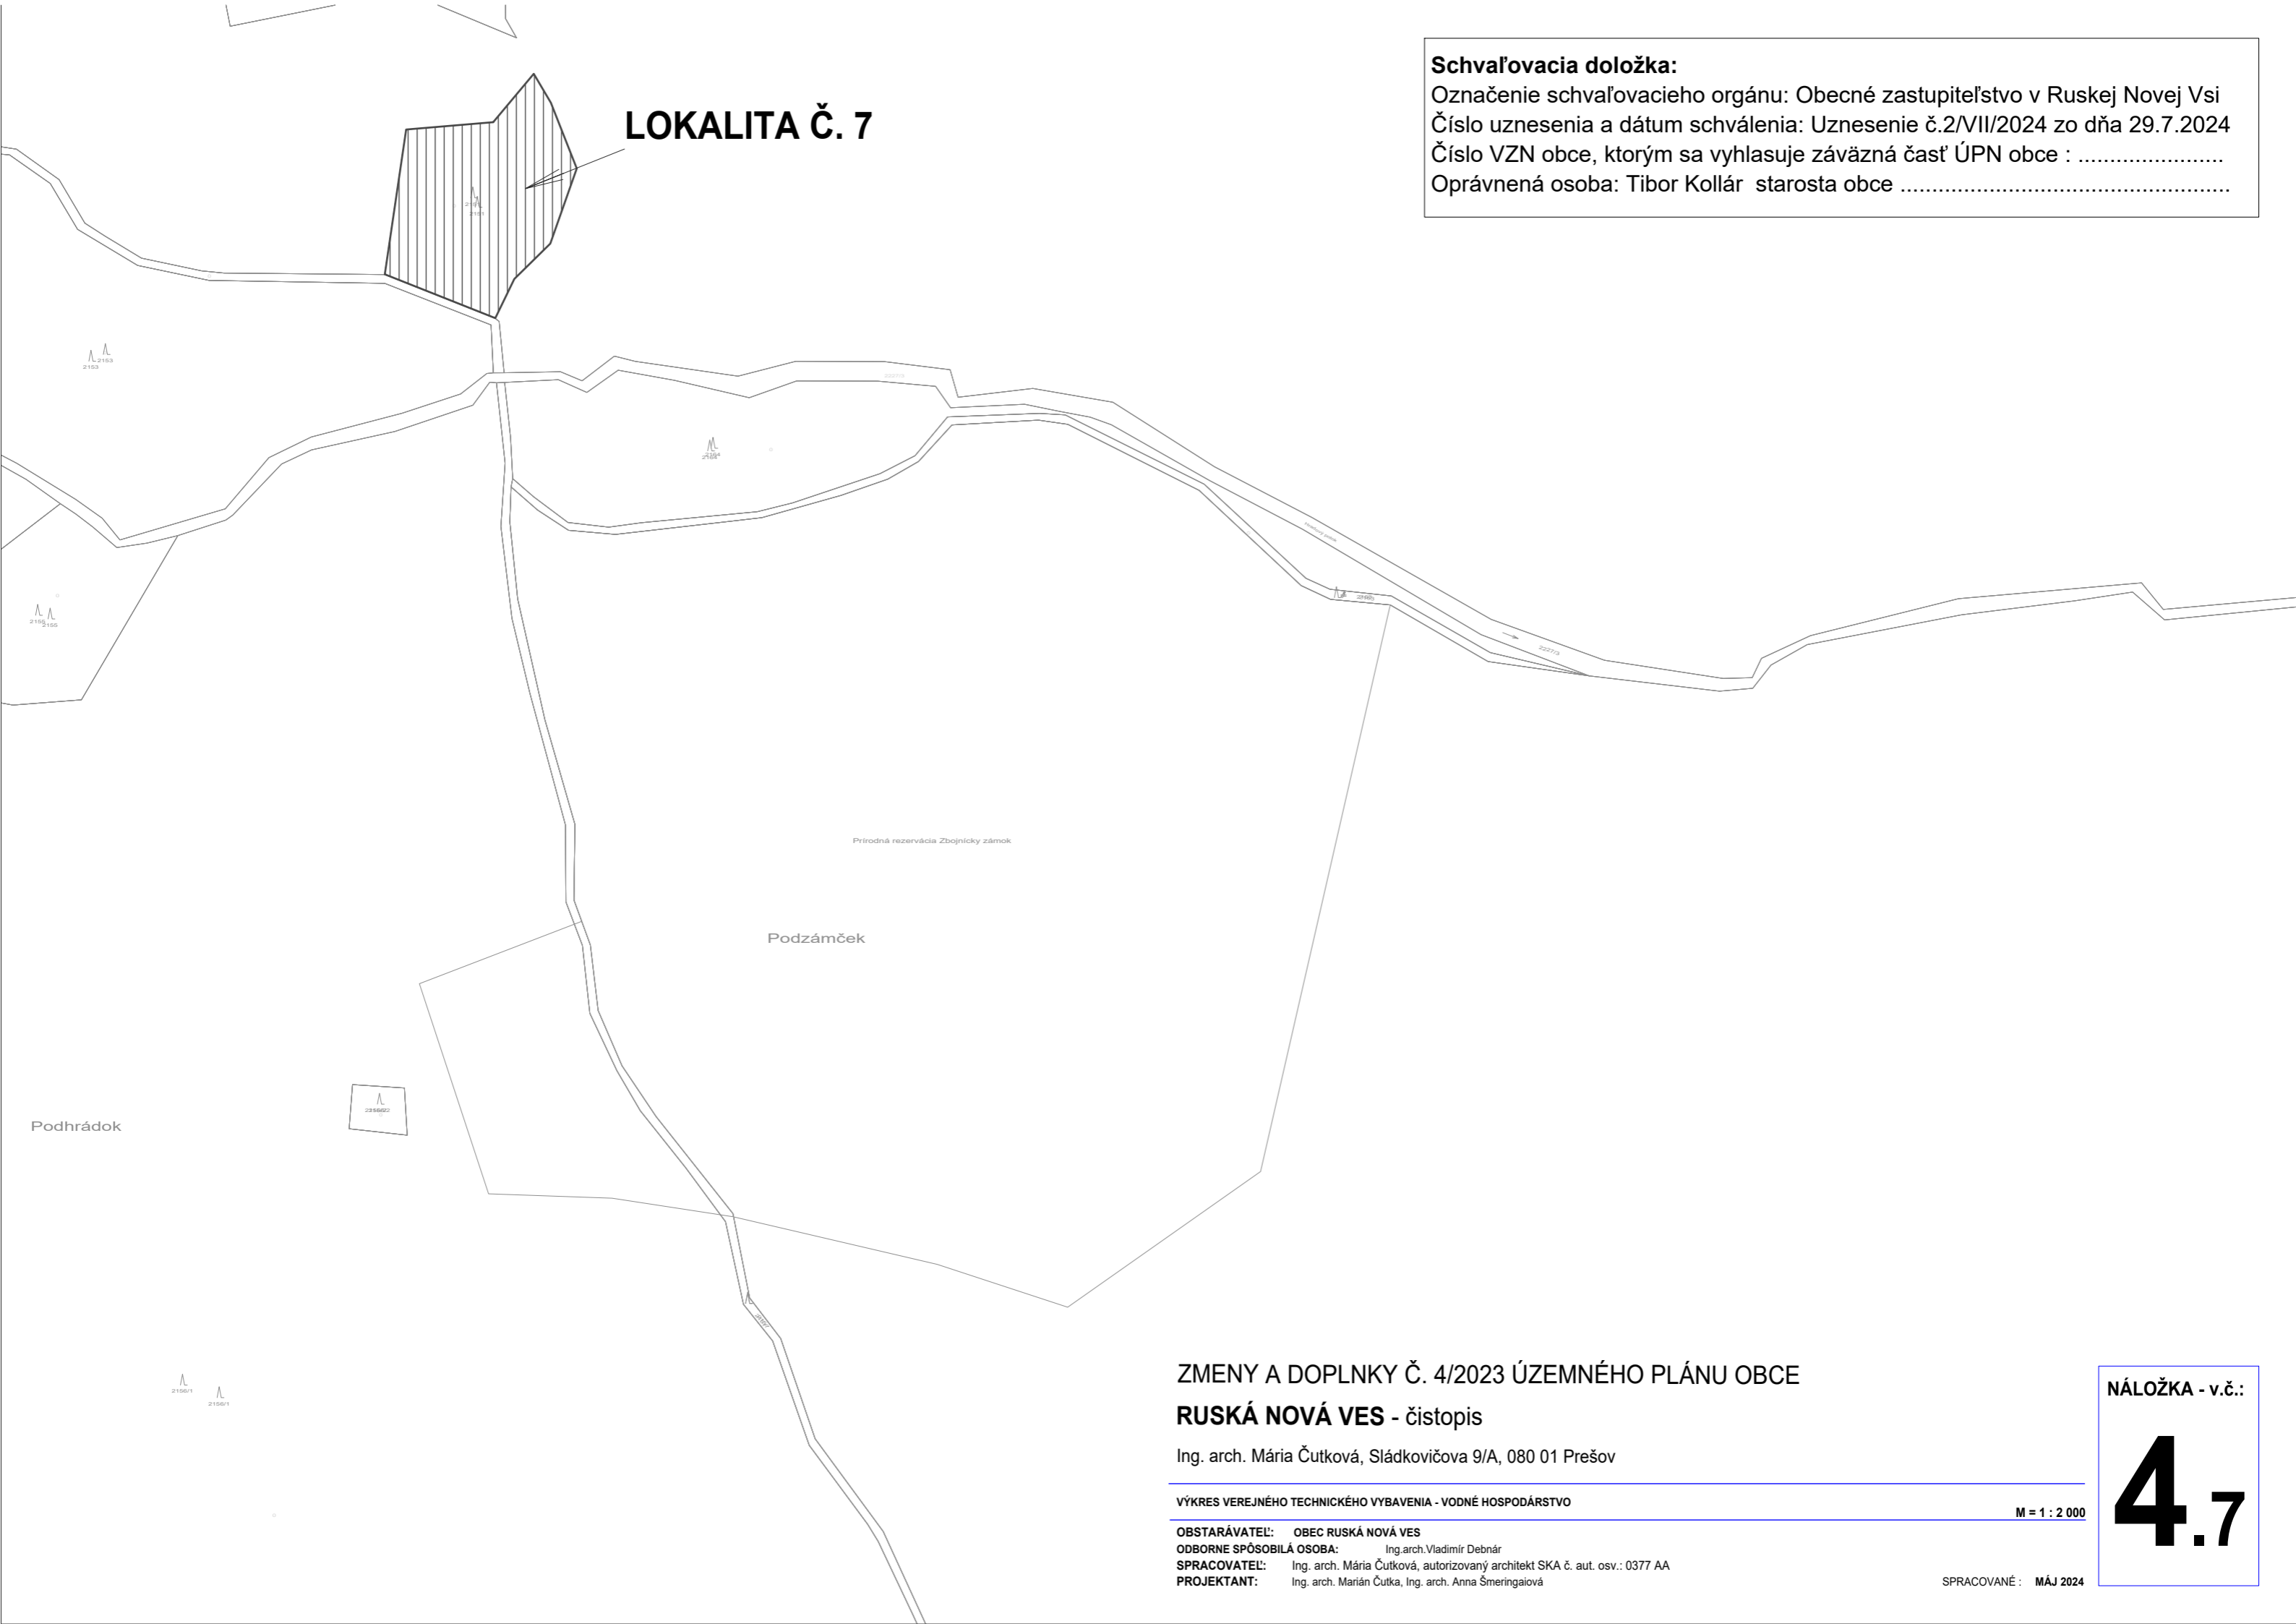 Schvaľovacia doložka:
Označenie schvaľovacieho orgánu: Obecné zastupiteľstvo v Ruskej Novej Vsi
Číslo uznesenia a dátum schválenia: Uznesenie č.2/VII/2024 zo dňa 29.7.2024
Číslo VZN obce, ktorým sa vyhlasuje záväzná časť ÚPN obce : .......................
Oprávnená osoba: Tibor Kollár starosta obce ....................................................
LOKALITA Č. 7
2151
2153
2153
2164
2155
2155
2227/3
Prírodná rezervácia Zbojnícky zámok
Podzámček
Podhrádok
2156/1
2156/1
ZMENY A DOPLNKY Č. 4/2023 ÚZEMNÉHO PLÁNU OBCE
RUSKÁ NOVÁ VES - čistopis
Ing. arch. Mária Čutková, Sládkovičova 9/A, 080 01 Prešov
VÝKRES VEREJNÉHO TECHNICKÉHO VYBAVENIA - VODNÉ HOSPODÁRSTVO
M = 1 : 2 000
OBSTARÁVATEĽ: OBEC RUSKÁ NOVÁ VES
ODBORNE SPÔSOBILÁ OSOBA: Ing.arch.Vladimír Debnár
SPRACOVATEĽ: Ing. arch. Mária Čutková, autorizovaný architekt SKA č. aut. osv.: 0377 AA
PROJEKTANT: Ing. arch. Marián Čutka, Ing. arch. Anna Šmeringaiová
SPRACOVANÉ : MÁJ 2024
NÁLOŽKA - v.č.:
4.7